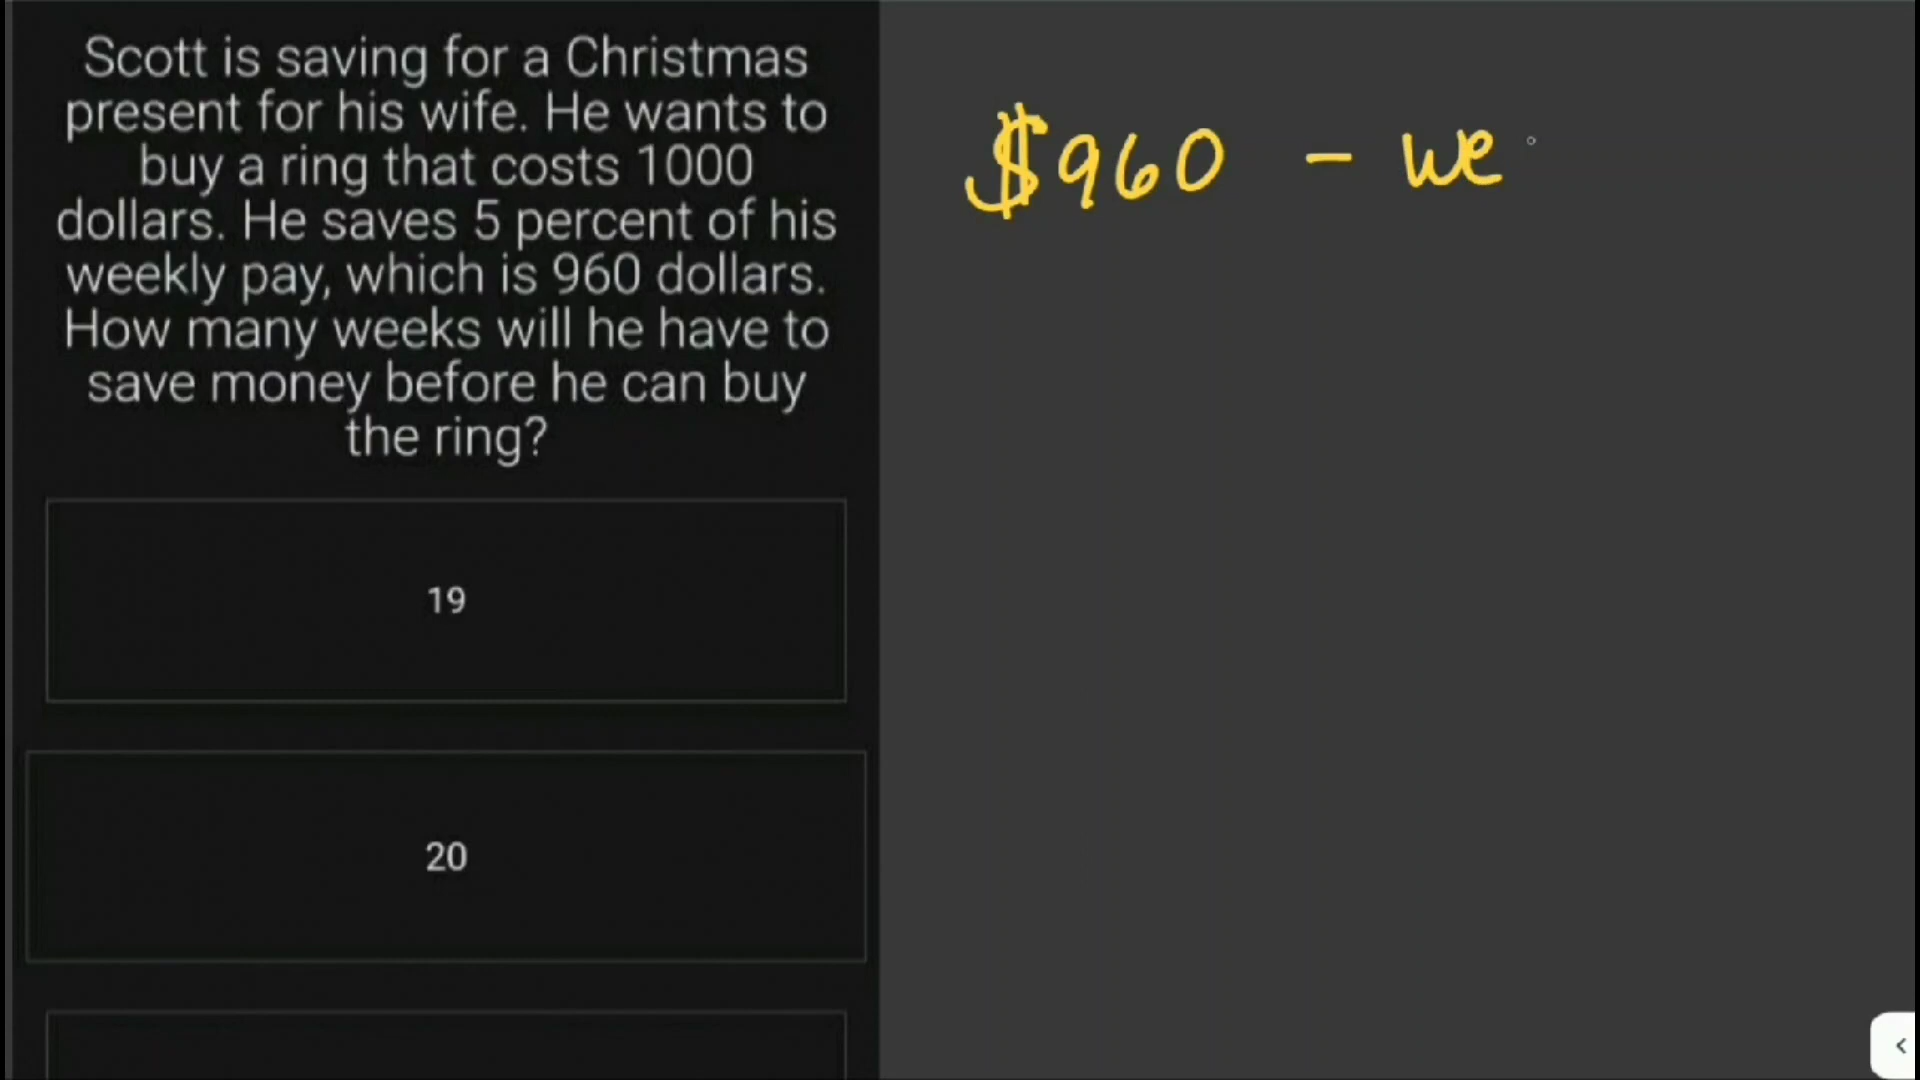 Scott is saving for a Christmas
present for his wife. He wants to
buy a ring that costs 1000
dollars. He saves 5 percent of his
weekly pay, which is 960 dollars.
How many weeks will he have to
save money before he can buy
the ring?
19
20
$960 - we